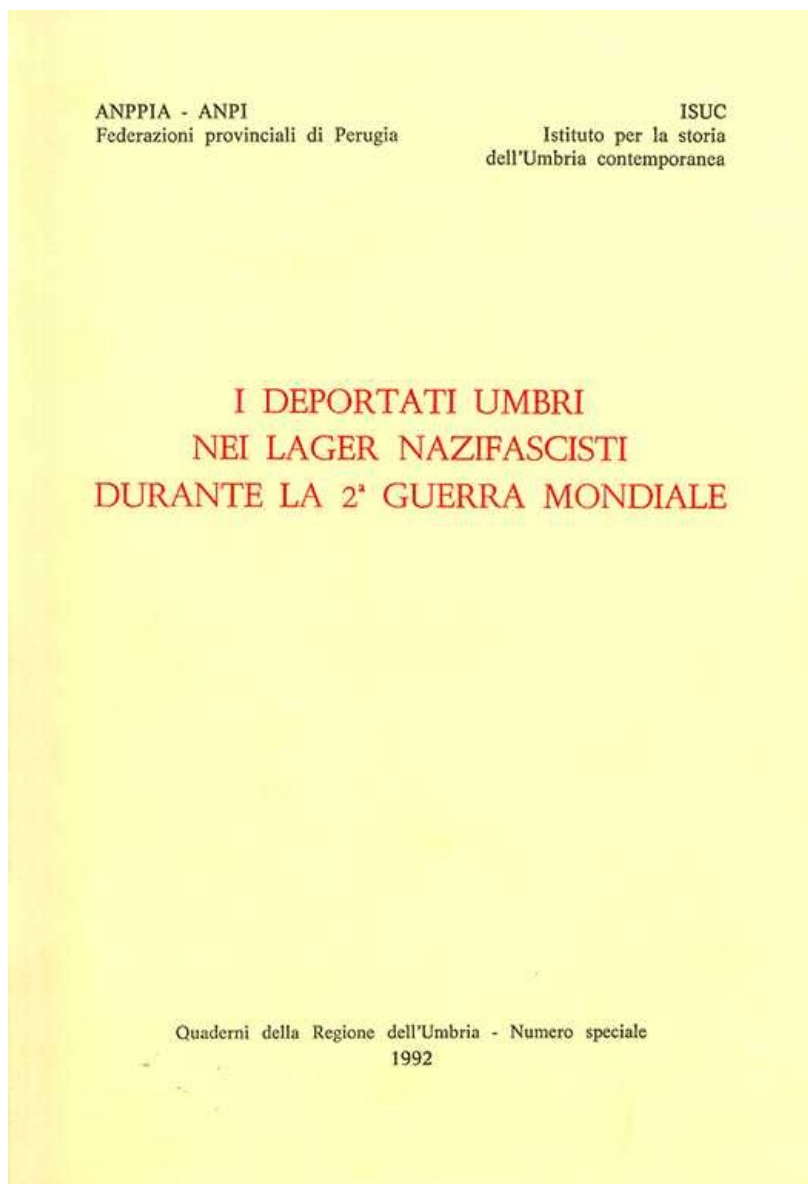 ANPPIA - ANPI
Federazioni provinciali di Perugia
ISUC
Istituto per la storia
dell'Umbria contemporanea
I DEPORTATI UMBRI
NEI LAGER NAZIFASCISTI
DURANTE LA 2ª GUERRA MONDIALE
Quaderni della Regione dell'Umbria - Numero speciale
1992